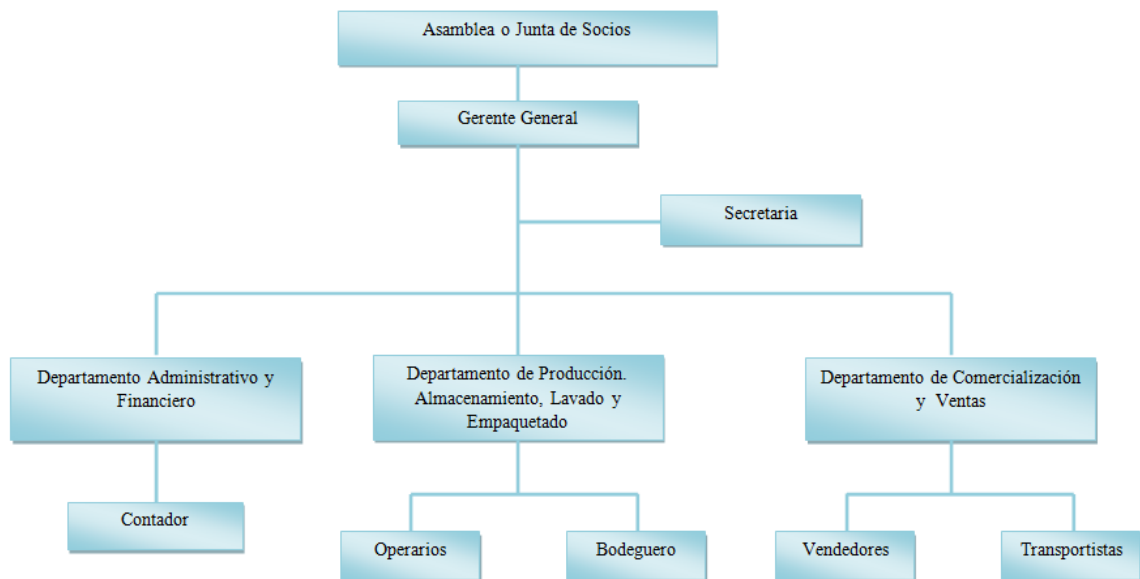 Asamblea o Junta de Socios
Gerente General
Secretaria
Departamento Administrativo y
Financiero
Departamento de Producción.
Almacenamiento, Lavado y
Empaquetado
Departamento de Comercialización
y Ventas
Contador
Operarios
Bodeguero
Vendedores
Transportistas